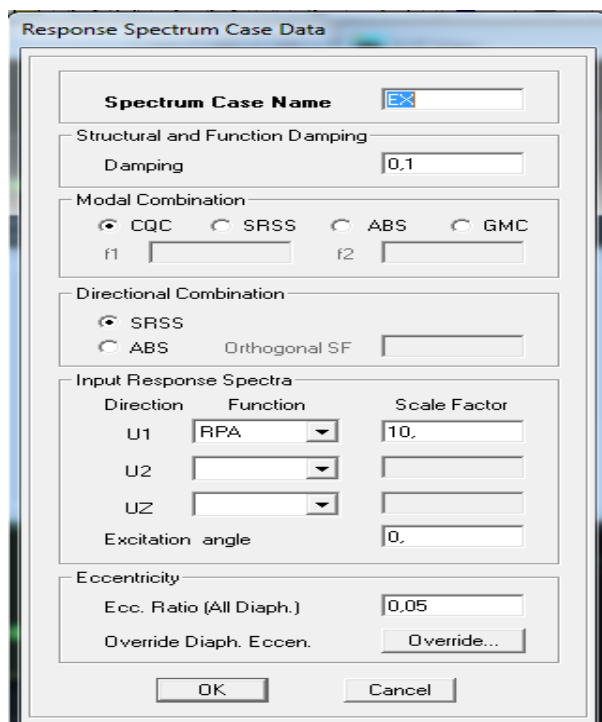 Response Spectrum Case Data
Spectrum Case Name EX
Structural and Function Damping
Damping 0,1
Modal Combination
CQC SRSS ABS GMC
f1 f2
Directional Combination
SRSS
ABS Orthogonal SF
Input Response Spectra
Direction Function Scale Factor
U1 RPA 10,
U2
UZ
Excitation angle 0,
Eccentricity
Ecc. Ratio (All Diaph.) 0,05
Override Diaph. Eccen. Override...
OK Cancel